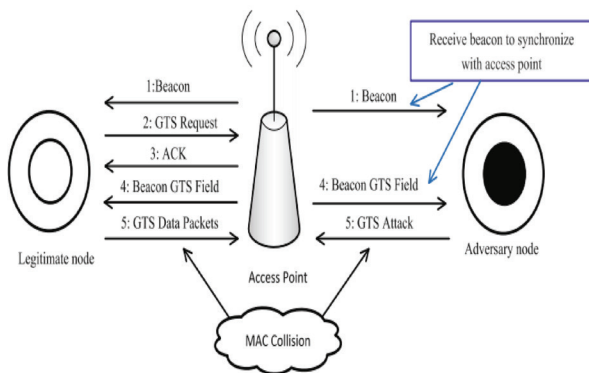 Receive beacon to synchronize
with access point
1:Beacon
1: Beacon
2: GTS Request
3: ACK
4: Beacon GTS Field
4: Beacon GTS Field
5: GTS Data Packets
5: GTS Attack
Legitimate node
Adversary node
Access Point
MAC Collision